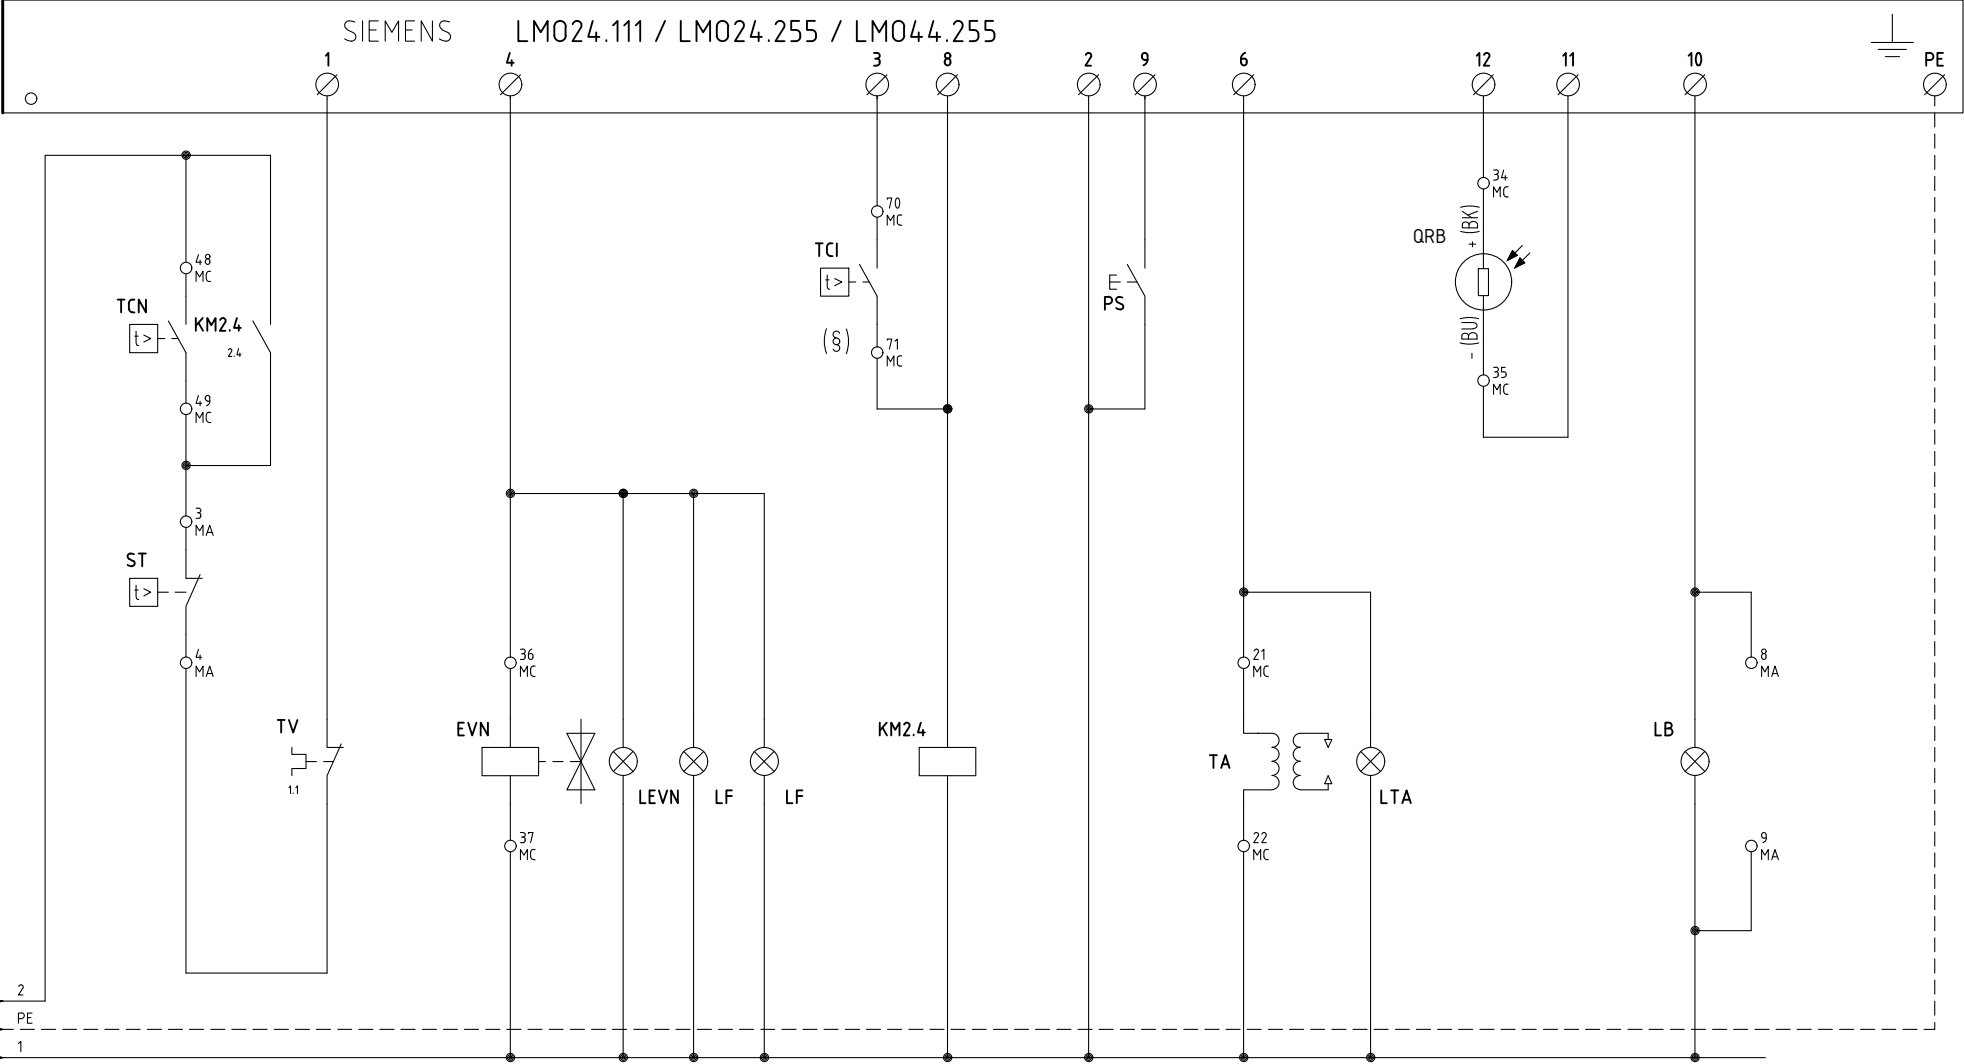 SIEMENS LMO24.111 / LMO24.255 / LMO44.255
1 4 3 8 2 9 6 12 11 10 PE
34
MC
70
MC
+ (BK)
QRB
TCI
48
MC
t>
PS
TCN
KM2.4
t>
2.4
(§)
71
MC
- (BU)
35
MC
49
MC
3
MA
ST
t>
4
MA
36
MC
21
MC
8
MA
TV
1.1
EVN
LEVN
LF
LF
KM2.4
TA
LTA
LB
37
MC
22
MC
9
MA
2
PE
1